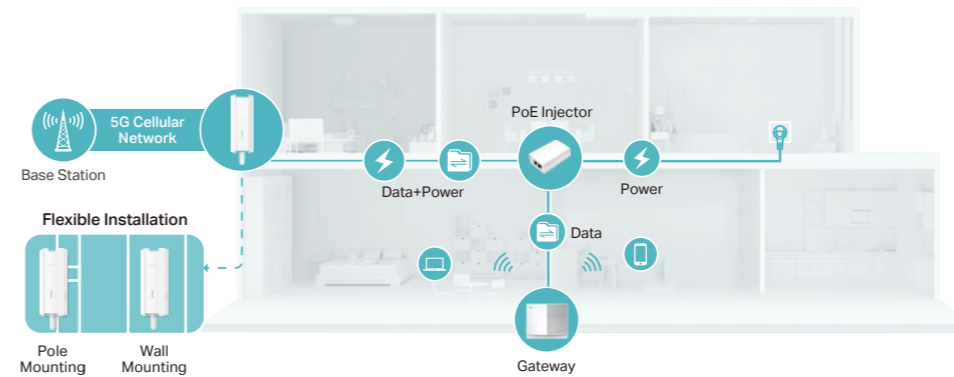 PoE Injector
5G Cellular
Network
Base Station
Data+Power
Power
Flexible Installation
Data
Pole
Mounting
Wall
Mounting
Gateway